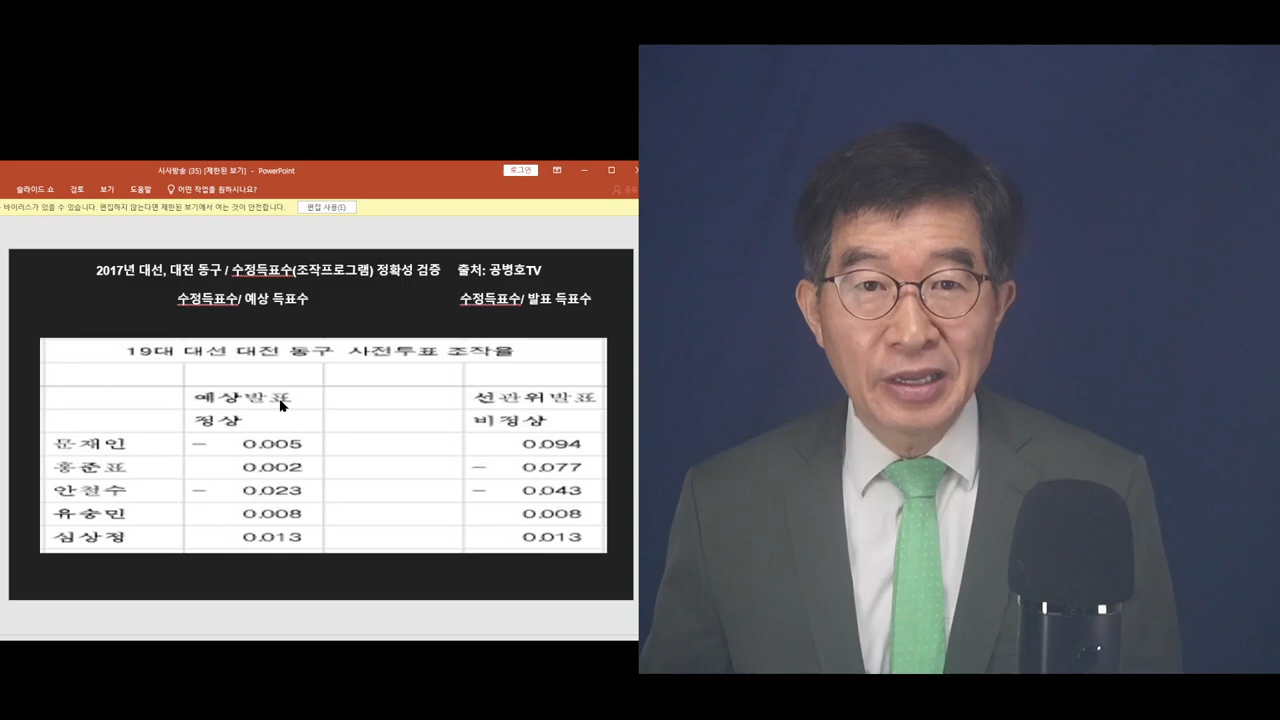 시사방송 (35) [제한된 보기] - PowerPoint
로그인
슬라이드 쇼 검토 보기 도움말 어떤 작업을 원하시나요? 공유
바이러스가 있을 수 있습니다. 편집하지 않는다면 제한된 보기에서 여는 것이 안전합니다. 편집 사용(E)
2017년 대선, 대전 동구 / 수정득표수(조작프로그램) 정확성 검증 출처: 공병호TV
수정득표수/ 예상 득표수 수정득표수/ 발표 득표수
19대 대선 대전 동구 사전투표 조작율
예상발표 선관위발표
정상 비정상
문재인 - 0.005 0.094
홍준표 0.002 - 0.077
안철수 - 0.023 - 0.043
유승민 0.008 0.008
심상정 0.013 0.013